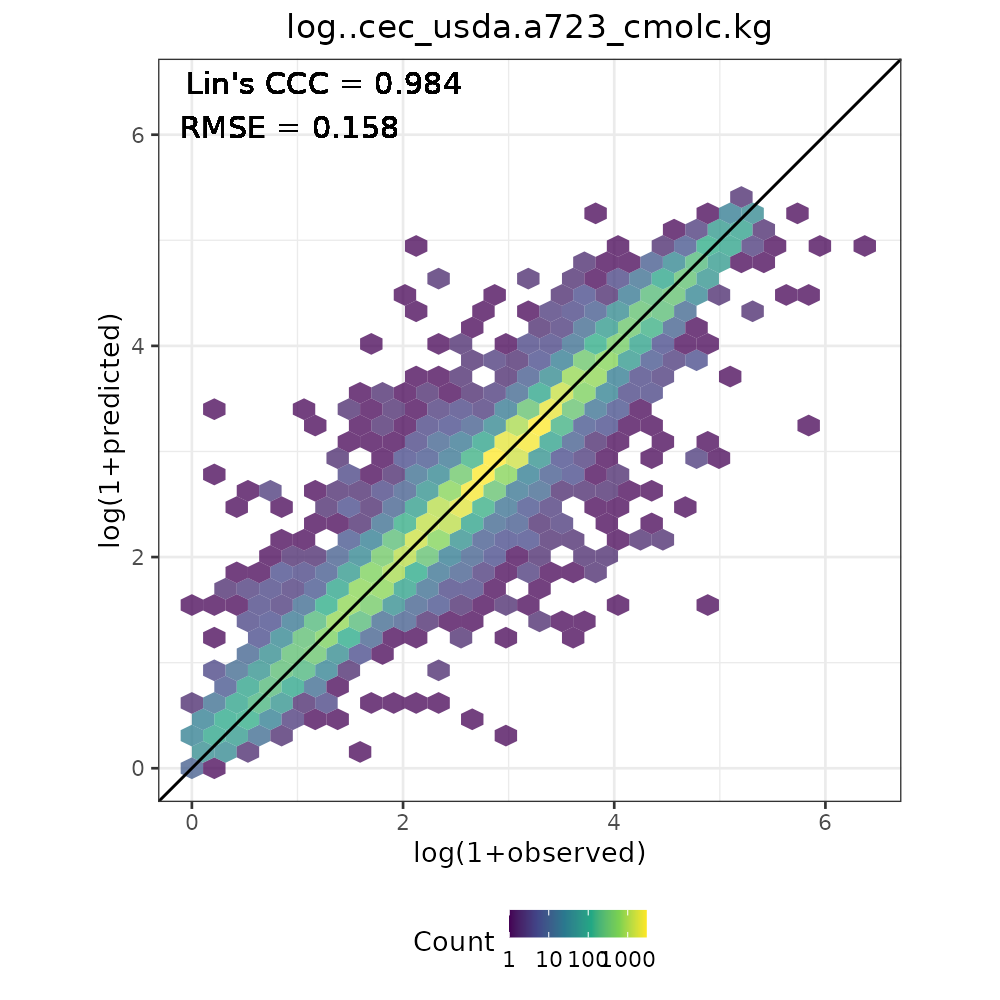 log..cec_usda.a723_cmolc.kg
Lin's CCC = 0.984
RMSE = 0.158
log(1+predicted)
6
4
2
0
0 2 4 6
log(1+observed)
Count
1 10 100 1000